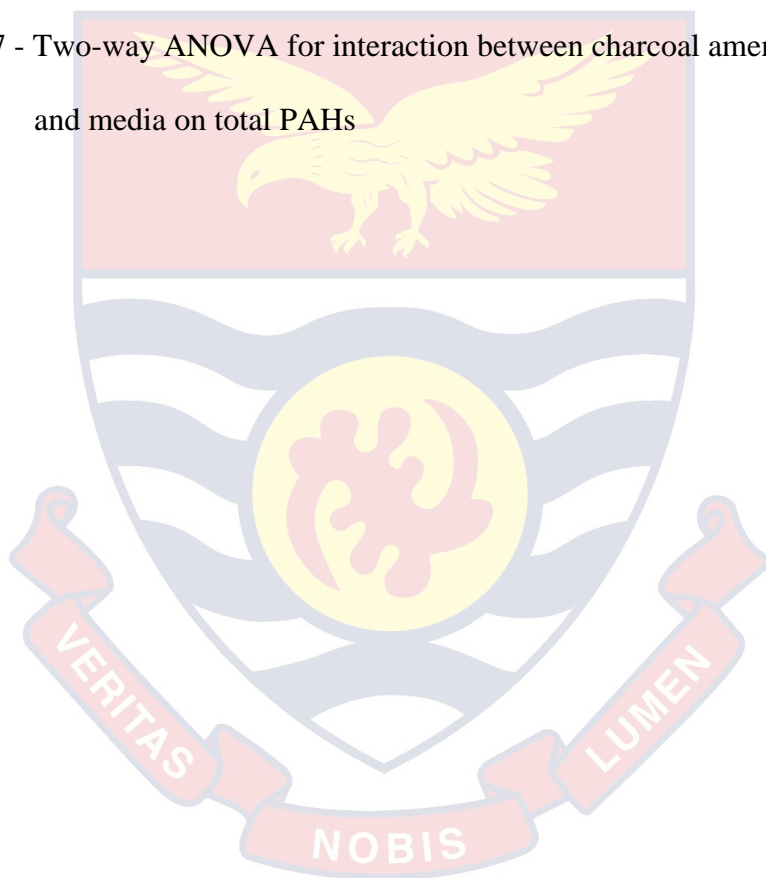 7 - Two-way ANOVA for interaction between charcoal amen
and media on total PAHs
VERITAS
NOBIS
LUMEN